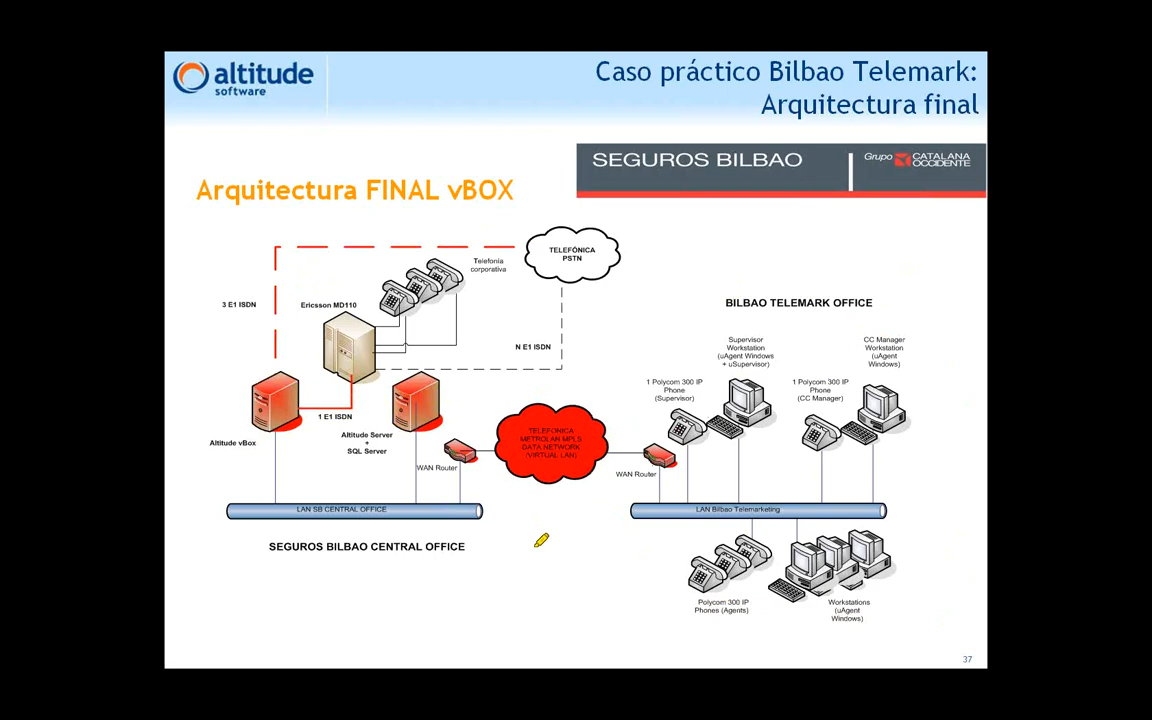 altitude
software
Caso práctico Bilbao Telemark:
Arquitectura final
SEGUROS BILBAO
Grupo CATALANA
OCCIDENTE
Arquitectura FINAL vBOX
TELEFÓNICA
PSTN
Telefonía
corporativa
3 E1 ISDN
Ericsson MD110
N E1 ISDN
1 E1 ISDN
Altitude vBox
Altitude Server
+
SQL Server
WAN Router
TELEFONICA
METROLAN MPLS
DATA NETWORK
(VIRTUAL LAN)
WAN Router
LAN SB CENTRAL OFFICE
SEGUROS BILBAO CENTRAL OFFICE
BILBAO TELEMARK OFFICE
Supervisor
Workstation
(uAgent Windows
+ uSupervisor)
CC Manager
Workstation
(uAgent
Windows)
1 Polycom 300 IP
Phone
(Supervisor)
1 Polycom 300 IP
Phone
(CC Manager)
LAN Bilbao Telemarketing
Polycom 300 IP
Phones (Agents)
Workstations
(uAgent
Windows)
37